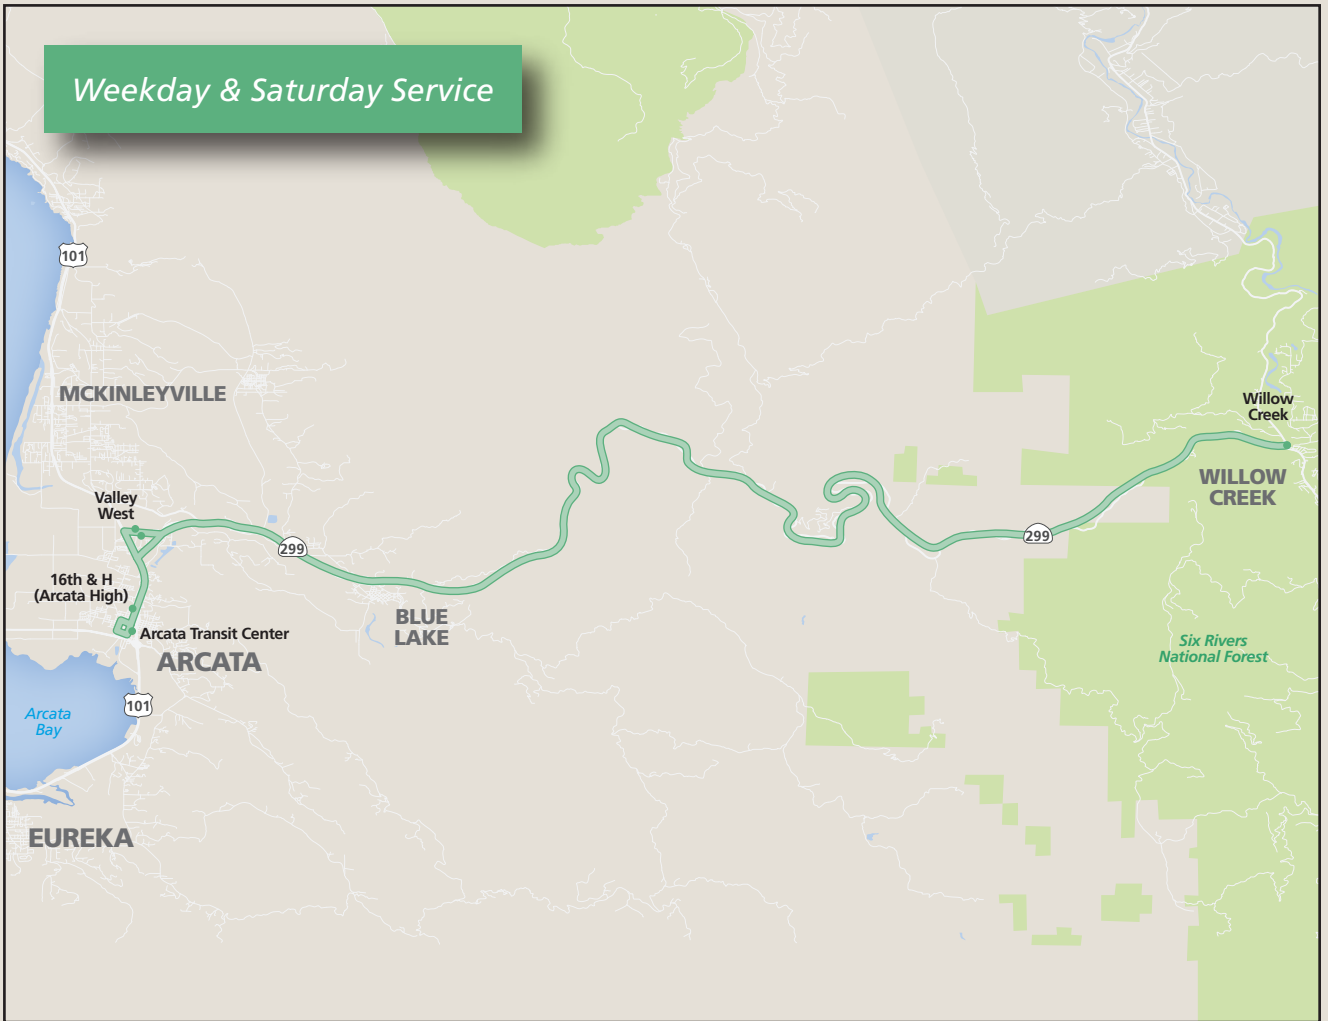 Weekday & Saturday Service
101
MCKINLEYVILLE
Willow
Creek
WILLOW
CREEK
Valley
West
299
299
16th & H
(Arcata High)
BLUE
LAKE
Arcata Transit Center
ARCATA
Six Rivers
National Forest
101
Arcata
Bay
EUREKA